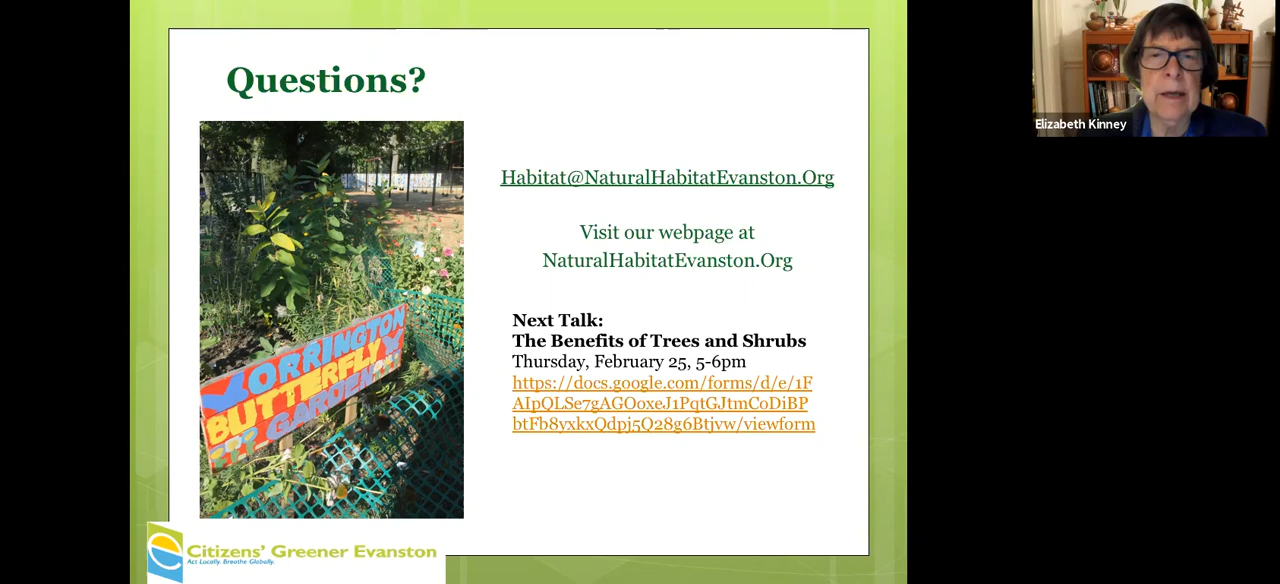 Questions?
Habitat@NaturalHabitatEvanston.Org
Visit our webpage at
NaturalHabitatEvanston.Org
Next Talk:
The Benefits of Trees and Shrubs
Thursday, February 25, 5-6pm
https://docs.google.com/forms/d/e/1F
AIpQLSe7gAGOoxeJ1PqtGJtmCoDiBP
btFb8yxkxQdpj5Q28g6Btjvw/viewform
ORRINGTON
BUTTERFLY
GARDEN
Citizens' Greener Evanston
Act Locally. Breathe Globally.
Elizabeth Kinney